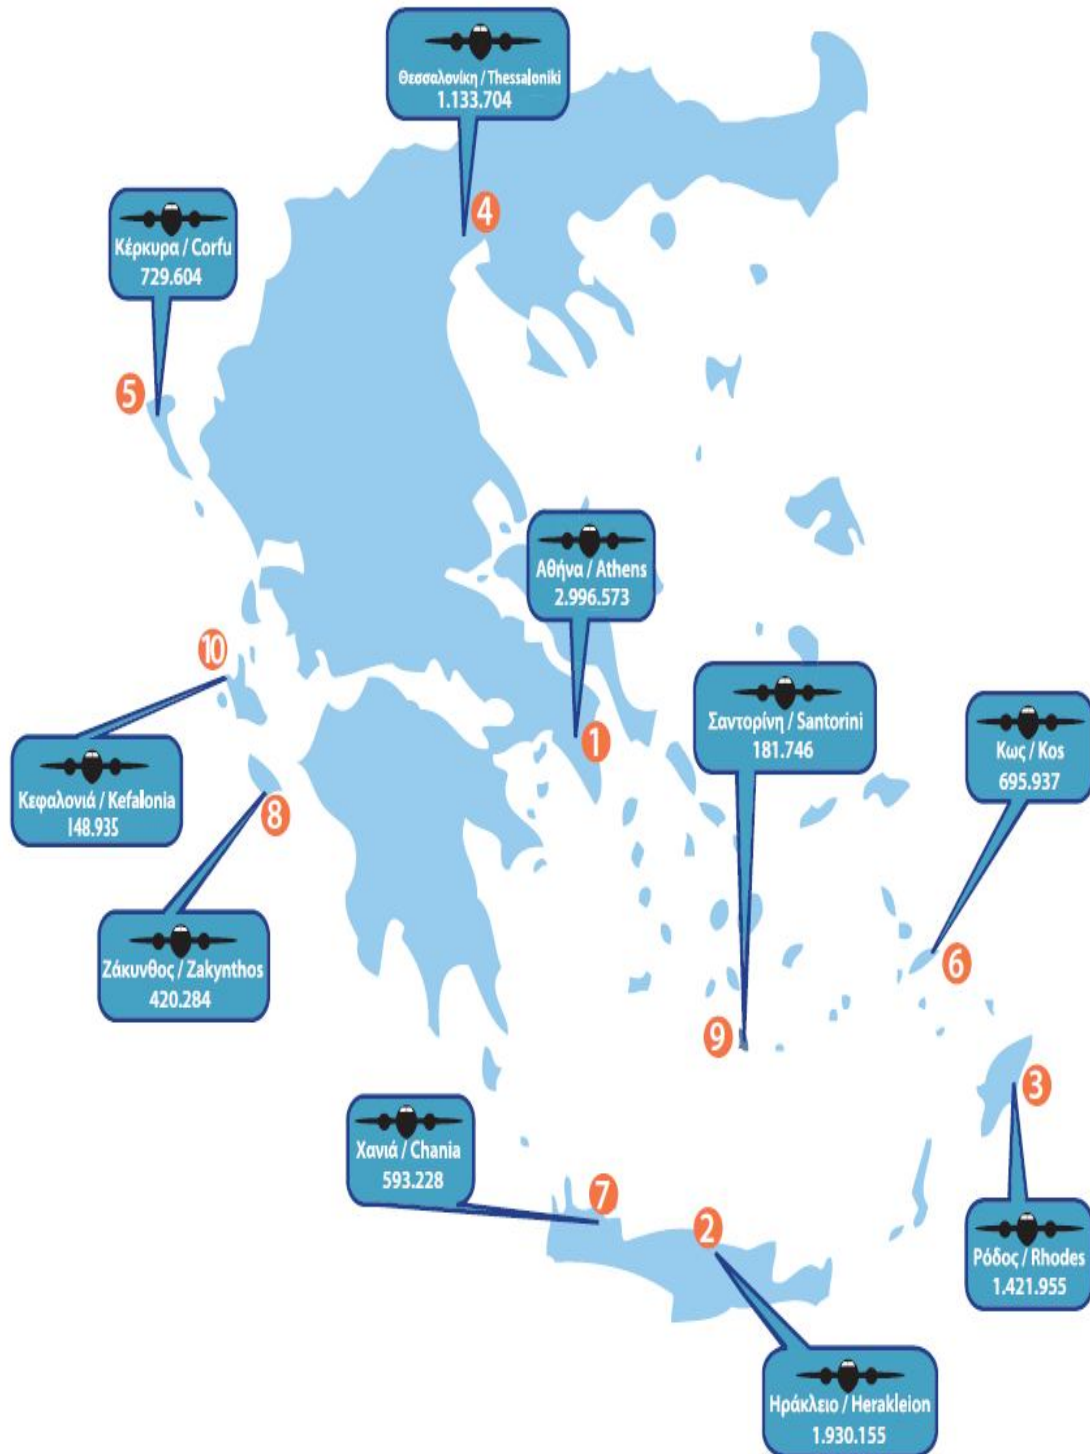 Θεσσαλονίκη / Thessaloniki
1.133.704
4
Κέρκυρα / Corfu
729.604
5
Αθήνα / Athens
2.996.573
1
10
Κεφαλονιά / Kefalonia
148.935
Σαντορίνη / Santorini
181.746
Κως / Kos
695.937
8
Ζάκυνθος / Zakynthos
420.284
6
9
3
Χανιά / Chania
593.228
7
2
Ρόδος / Rhodes
1.421.955
Ηράκλειο / Herakleion
1.930.155